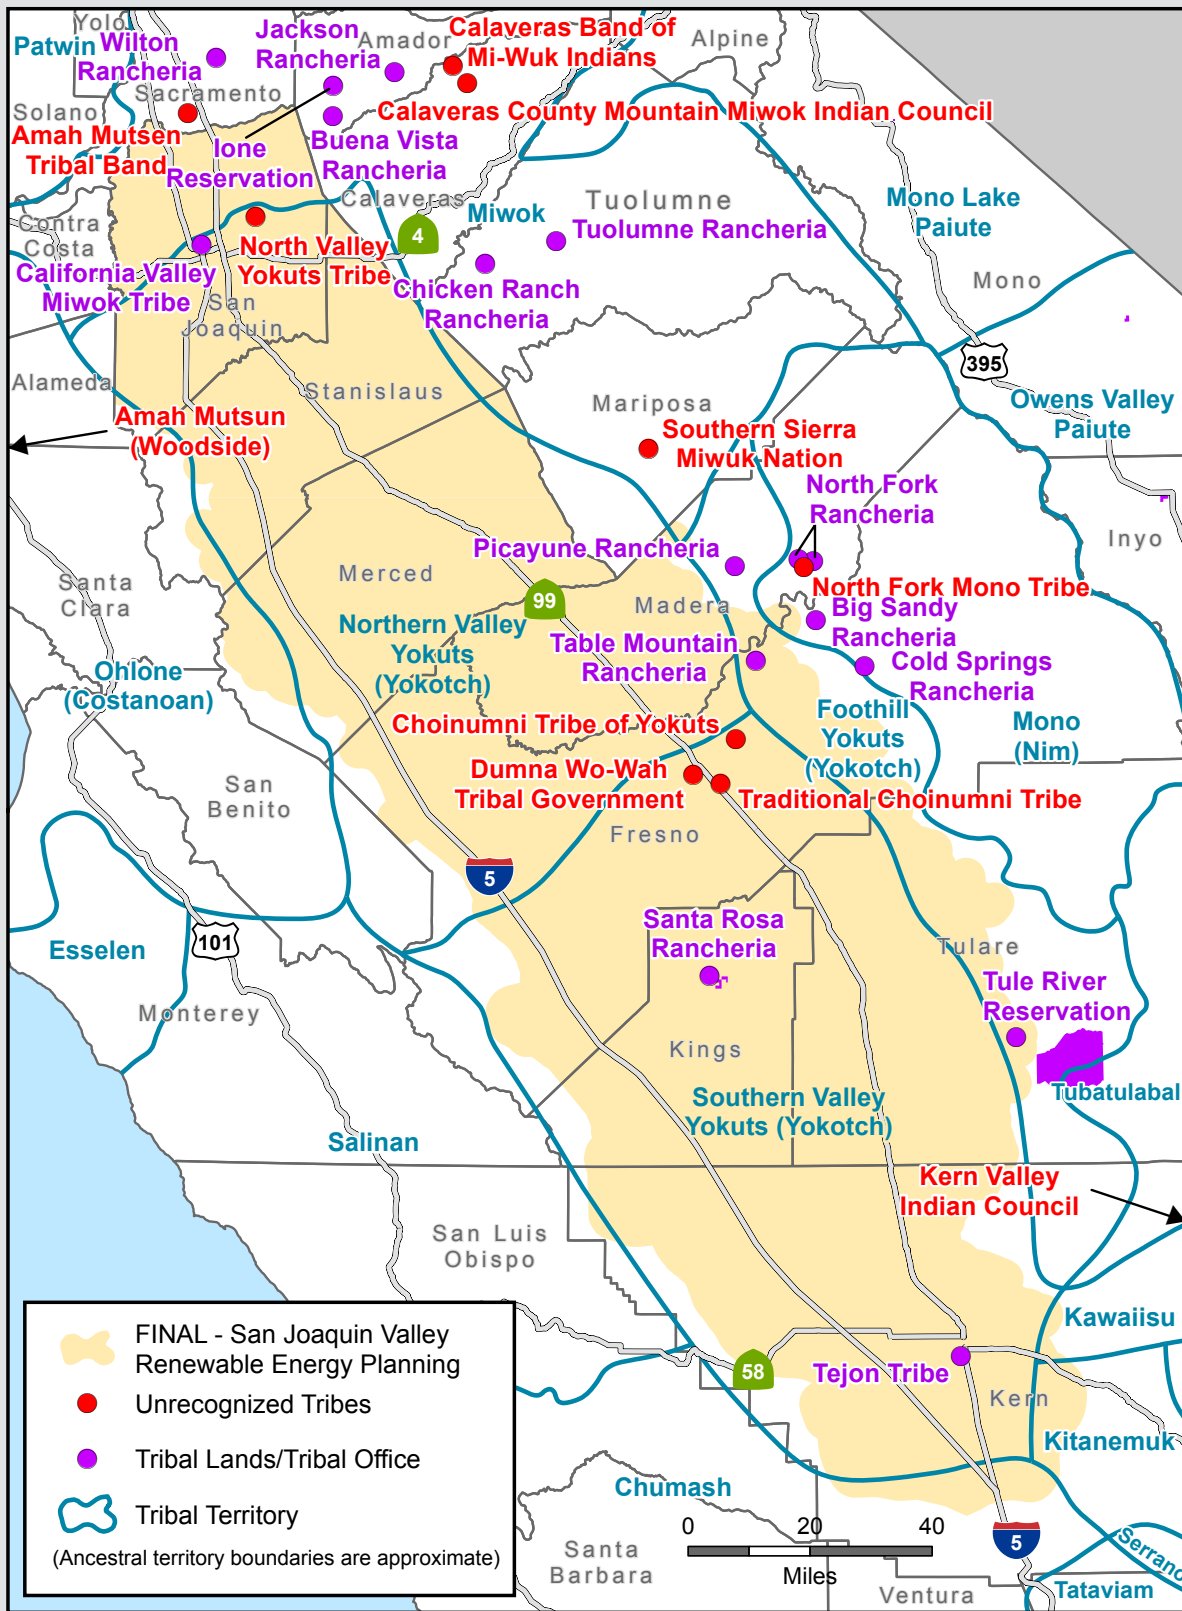 Yolo
Patwin
Wilton
Rancheria
Jackson
Rancheria
Amador
Calaveras Band of
Mi-Wuk Indians
Alpine
Solano
Sacramento
Calaveras County Mountain Miwok Indian Council
Amah Mutsen
Tribal Band
Ione
Reservation
Buena Vista
Rancheria
Calaveras
Miwok
Tuolumne
Tuolumne Rancheria
Mono Lake
Paiute
Contra
Costa
4
North Valley
Yokuts Tribe
California Valley
Miwok Tribe
Chicken Ranch
Rancheria
Mono
San
Joaquin
395
Alameda
Stanislaus
Mariposa
Owens Valley
Paiute
Amah Mutsun
(Woodside)
Southern Sierra
Miwuk Nation
North Fork
Rancheria
Inyo
Picayune Rancheria
Santa
Clara
Merced
99
Madera
North Fork Mono Tribe
Big Sandy
Rancheria
Northern Valley
Yokuts
(Yokotch)
Table Mountain
Rancheria
Cold Springs
Rancheria
Ohlone
(Costanoan)
Choinumni Tribe of Yokuts
Foothill
Yokuts
(Yokotch)
Mono
(Nim)
Dumna Wo-Wah
Tribal Government
Traditional Choinumni Tribe
San
Benito
Fresno
5
Santa Rosa
Rancheria
101
Esselen
Tulare
Tule River
Reservation
Monterey
Kings
Tubatulabal
Southern Valley
Yokuts (Yokotch)
Salinan
Kern Valley
Indian Council
San Luis
Obispo
Kawaiisu
FINAL - San Joaquin Valley
Renewable Energy Planning
Unrecognized Tribes
Tribal Lands/Tribal Office
Tribal Territory
(Ancestral territory boundaries are approximate)
58
Tejon Tribe
Kern
Kitanemuk
Chumash
0 20 40
Miles
5
Santa
Barbara
Serrano
Ventura
Tataviam